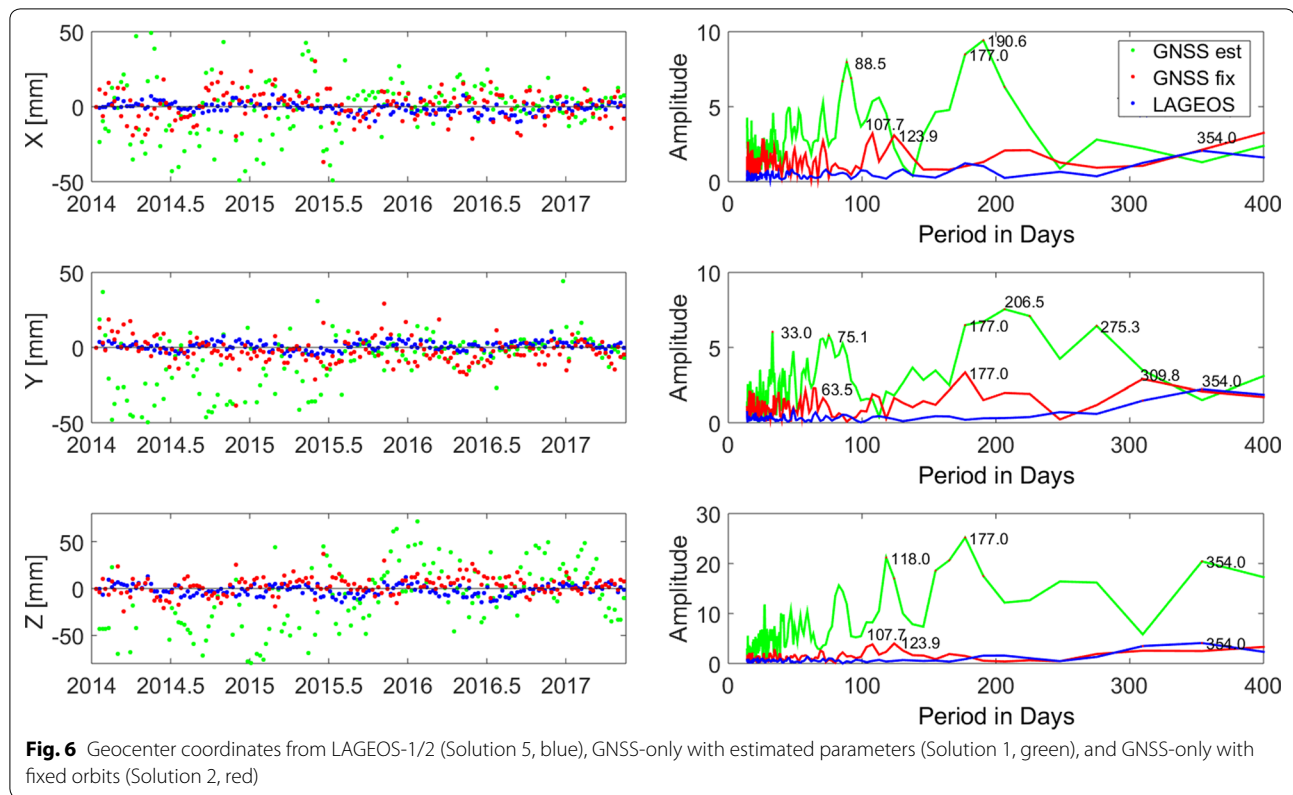 50
0
-50
X [mm]
2014 2014.5 2015 2015.5 2016 2016.5 2017
10
5
0
Amplitude
88.5
107.7
123.9
177.0
190.6
354.0
GNSS est
GNSS fix
LAGEOS
0 100 200 300 400
Period in Days
50
0
-50
Y [mm]
2014 2014.5 2015 2015.5 2016 2016.5 2017
10
5
0
Amplitude
33.0
75.1
63.5
177.0
206.5
177.0
275.3
309.8
354.0
0 100 200 300 400
Period in Days
50
0
-50
Z [mm]
2014 2014.5 2015 2015.5 2016 2016.5 2017
30
20
10
0
Amplitude
118.0
177.0
107.7
123.9
354.0
354.0
0 100 200 300 400
Period in Days
Fig. 6 Geocenter coordinates from LAGEOS-1/2 (Solution 5, blue), GNSS-only with estimated parameters (Solution 1, green), and GNSS-only with
fixed orbits (Solution 2, red)